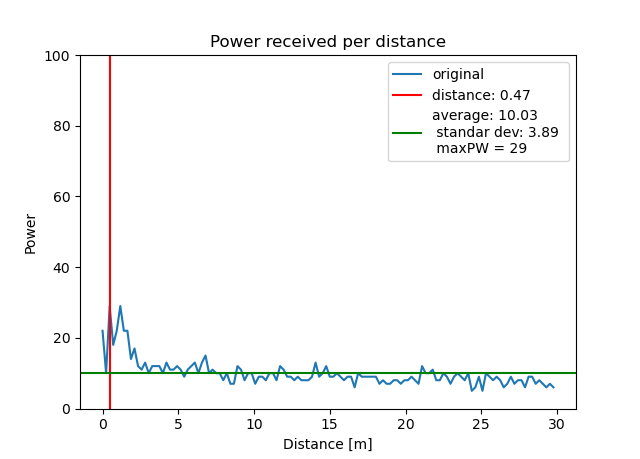 Power received per distance
100
80
60
40
20
0
Power
original
distance: 0.47
average: 10.03
standar dev: 3.89
maxPW = 29
0 5 10 15 20 25 30
Distance [m]